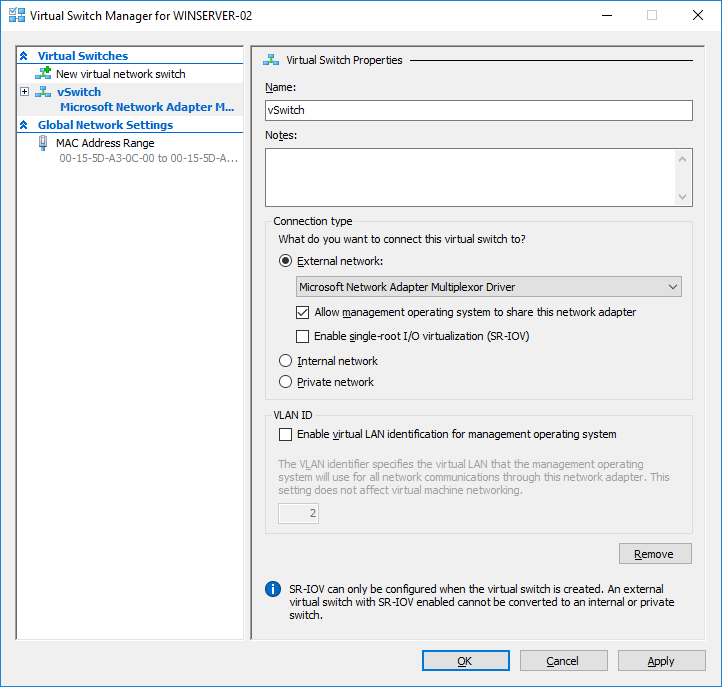 Virtual Switch Manager for WINSERVER-02
Virtual Switches
New virtual network switch
vSwitch
Microsoft Network Adapter M...
Global Network Settings
MAC Address Range
00-15-5D-A3-0C-00 to 00-15-5D-A...
Virtual Switch Properties
Name:
vSwitch
Notes:
Connection type
What do you want to connect this virtual switch to?
External network:
Microsoft Network Adapter Multiplexor Driver
Allow management operating system to share this network adapter
Enable single-root I/O virtualization (SR-IOV)
Internal network
Private network
VLAN ID
Enable virtual LAN identification for management operating system
The VLAN identifier specifies the virtual LAN that the management operating
system will use for all network communications through this network adapter. This
setting does not affect virtual machine networking.
2
Remove
SR-IOV can only be configured when the virtual switch is created. An external
virtual switch with SR-IOV enabled cannot be converted to an internal or private
switch.
OK
Cancel
Apply